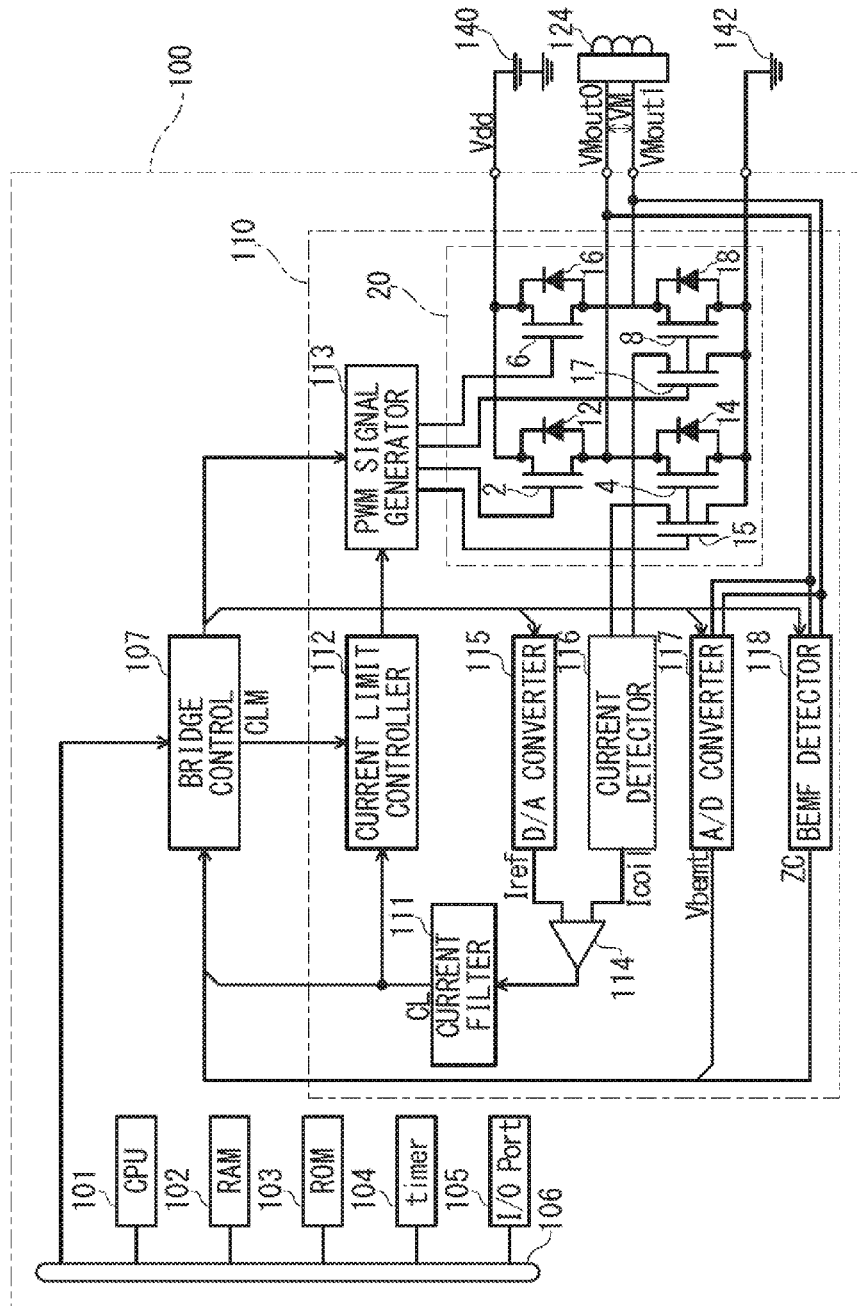 100
101
CPU
102
RAM
103
ROM
104
timer
105
I/O Port
106
107
BRIDGE
CONTROL
CLM
110
111
CL
CURRENT
FILTER
112
CURRENT LIMIT
CONTROLLER
113
PWM SIGNAL
GENERATOR
114
Iref
Icoil
115
D/A CONVERTER
116
CURRENT
DETECTOR
117
Vbemf
A/D CONVERTER
118
ZC
BEMF DETECTOR
20
2
12
6
16
4
14
15
17
8
18
Vdd
140
VMout0
VM
VMout1
124
142